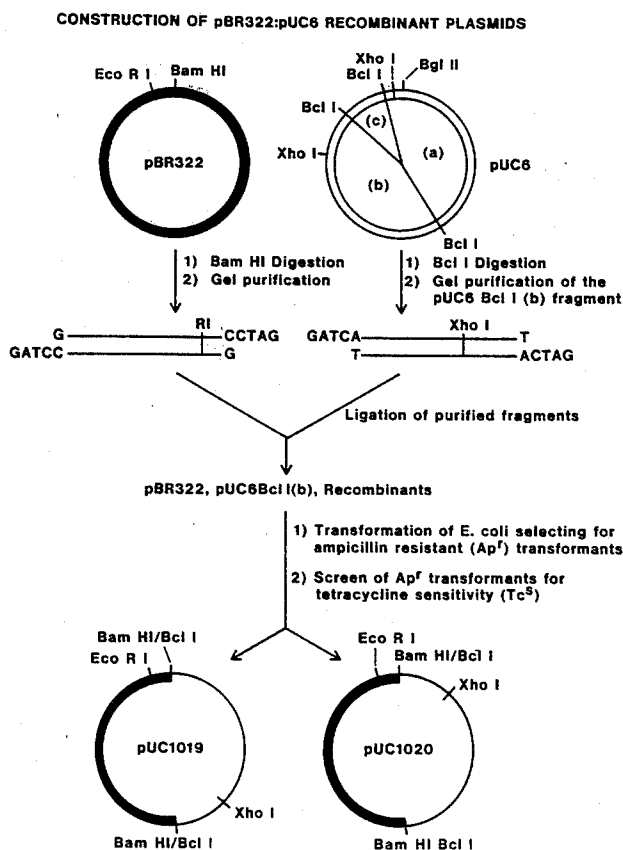 CONSTRUCTION OF pBR322:pUC6 RECOMBINANT PLASMIDS
Eco R I
Bam HI
pBR322
Xho I
Bcl I
Bgl II
Bcl I
(c)
(a)
Xho I
(b)
pUC6
Bcl I
1) Bam HI Digestion
2) Gel purification
1) Bcl I Digestion
2) Gel purification of the
pUC6 Bcl I (b) fragment
G
RI
CCTAG
GATCC
G
GATCA
Xho I
T
T
ACTAG
Ligation of purified fragments
pBR322, pUC6Bcl I(b), Recombinants
1) Transformation of E. coli selecting for
ampicillin resistant (Apʳ) transformants
2) Screen of Apʳ transformants for
tetracycline sensitivity (Tcˢ)
Bam HI/Bcl I
Eco R I
pUC1019
Xho I
Bam HI/Bcl I
Eco R I
Bam HI/Bcl I
Xho I
pUC1020
Bam HI Bcl I